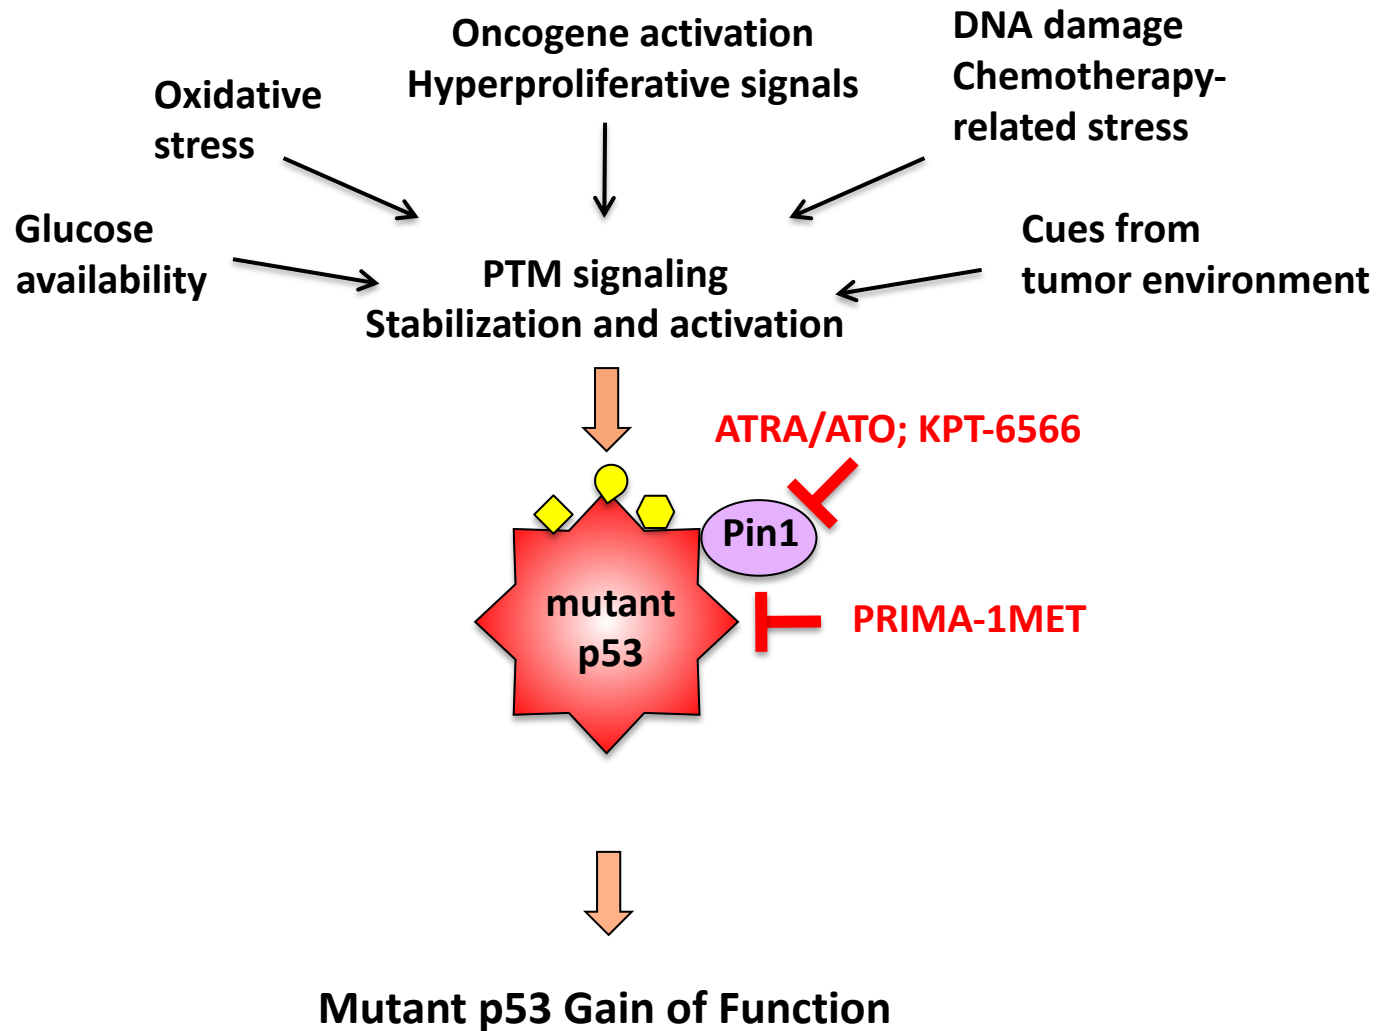 Oncogene activation
Hyperproliferative signals
DNA damage
Chemotherapy-
related stress
Oxidative
stress
Glucose
availability
Cues from
tumor environment
PTM signaling
Stabilization and activation
ATRA/ATO; KPT-6566
Pin1
mutant
p53
PRIMA-1MET
Mutant p53 Gain of Function